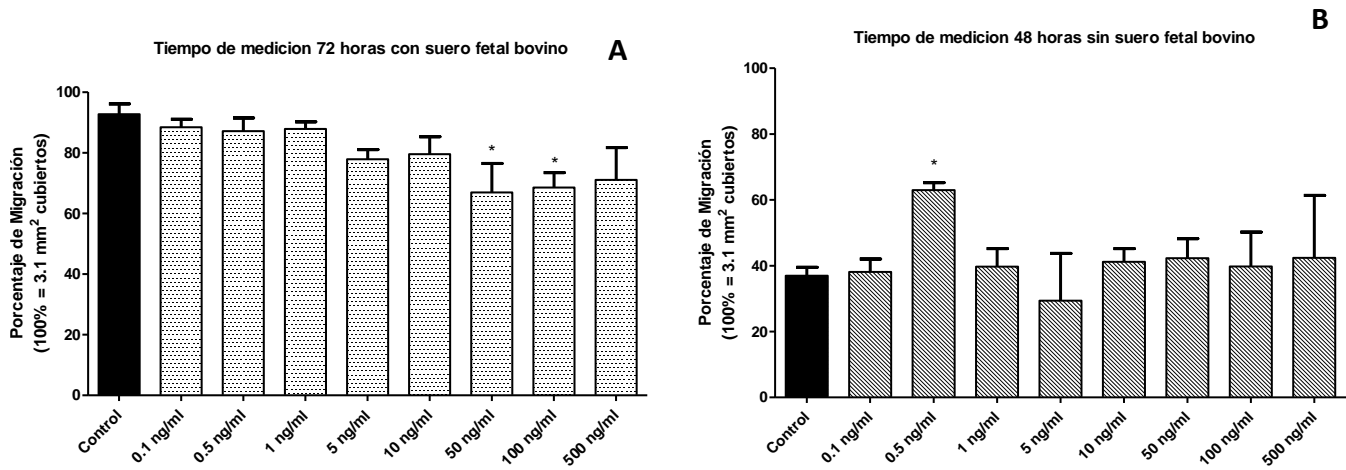 Tiempo de medicion 72 horas con suero fetal bovino
A
Porcentaje de Migración
(100% = 3.1 mm² cubiertos)
100
80
60
40
20
0
*
*
Control
0.1 ng/ml
0.5 ng/ml
1 ng/ml
5 ng/ml
10 ng/ml
50 ng/ml
100 ng/ml
500 ng/ml
B
Tiempo de medicion 48 horas sin suero fetal bovino
Porcentaje de Migración
(100% = 3.1 mm² cubiertos)
100
80
60
40
20
0
*
Control
0.1 ng/ml
0.5 ng/ml
1 ng/ml
5 ng/ml
10 ng/ml
50 ng/ml
100 ng/ml
500 ng/ml